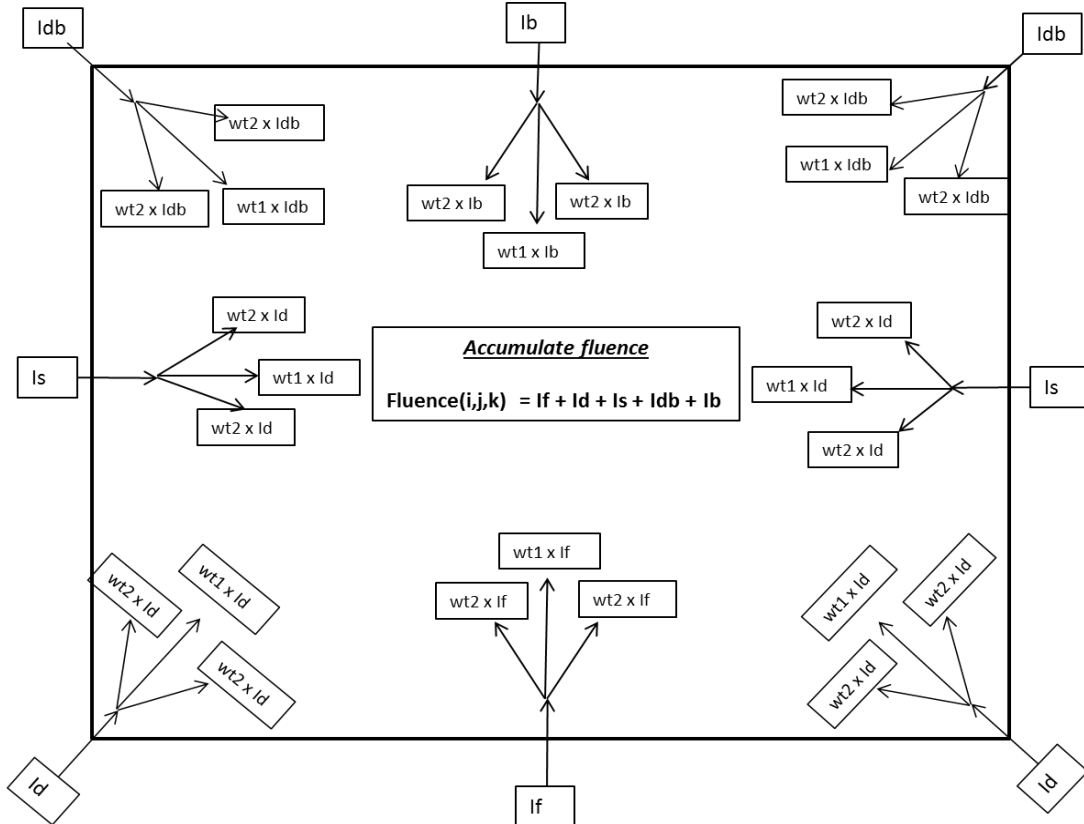 Idb
Ib
Idb
wt2 x Idb
wt2 x Idb
wt1 x Idb
wt2 x Ib
wt2 x Ib
wt1 x Ib
wt2 x Idb
wt1 x Idb
wt2 x Idb
Is
wt2 x Id
wt1 x Id
wt2 x Id
Accumulate fluence
Fluence(i,j,k) = If + Id + Is + Idb + Ib
wt2 x Id
wt1 x Id
wt2 x Id
Is
wt2 x Id
wt1 x Id
wt2 x Id
wt1 x If
wt2 x If
wt2 x If
wt1 x Id
wt2 x Id
wt2 x Id
Id
If
Id